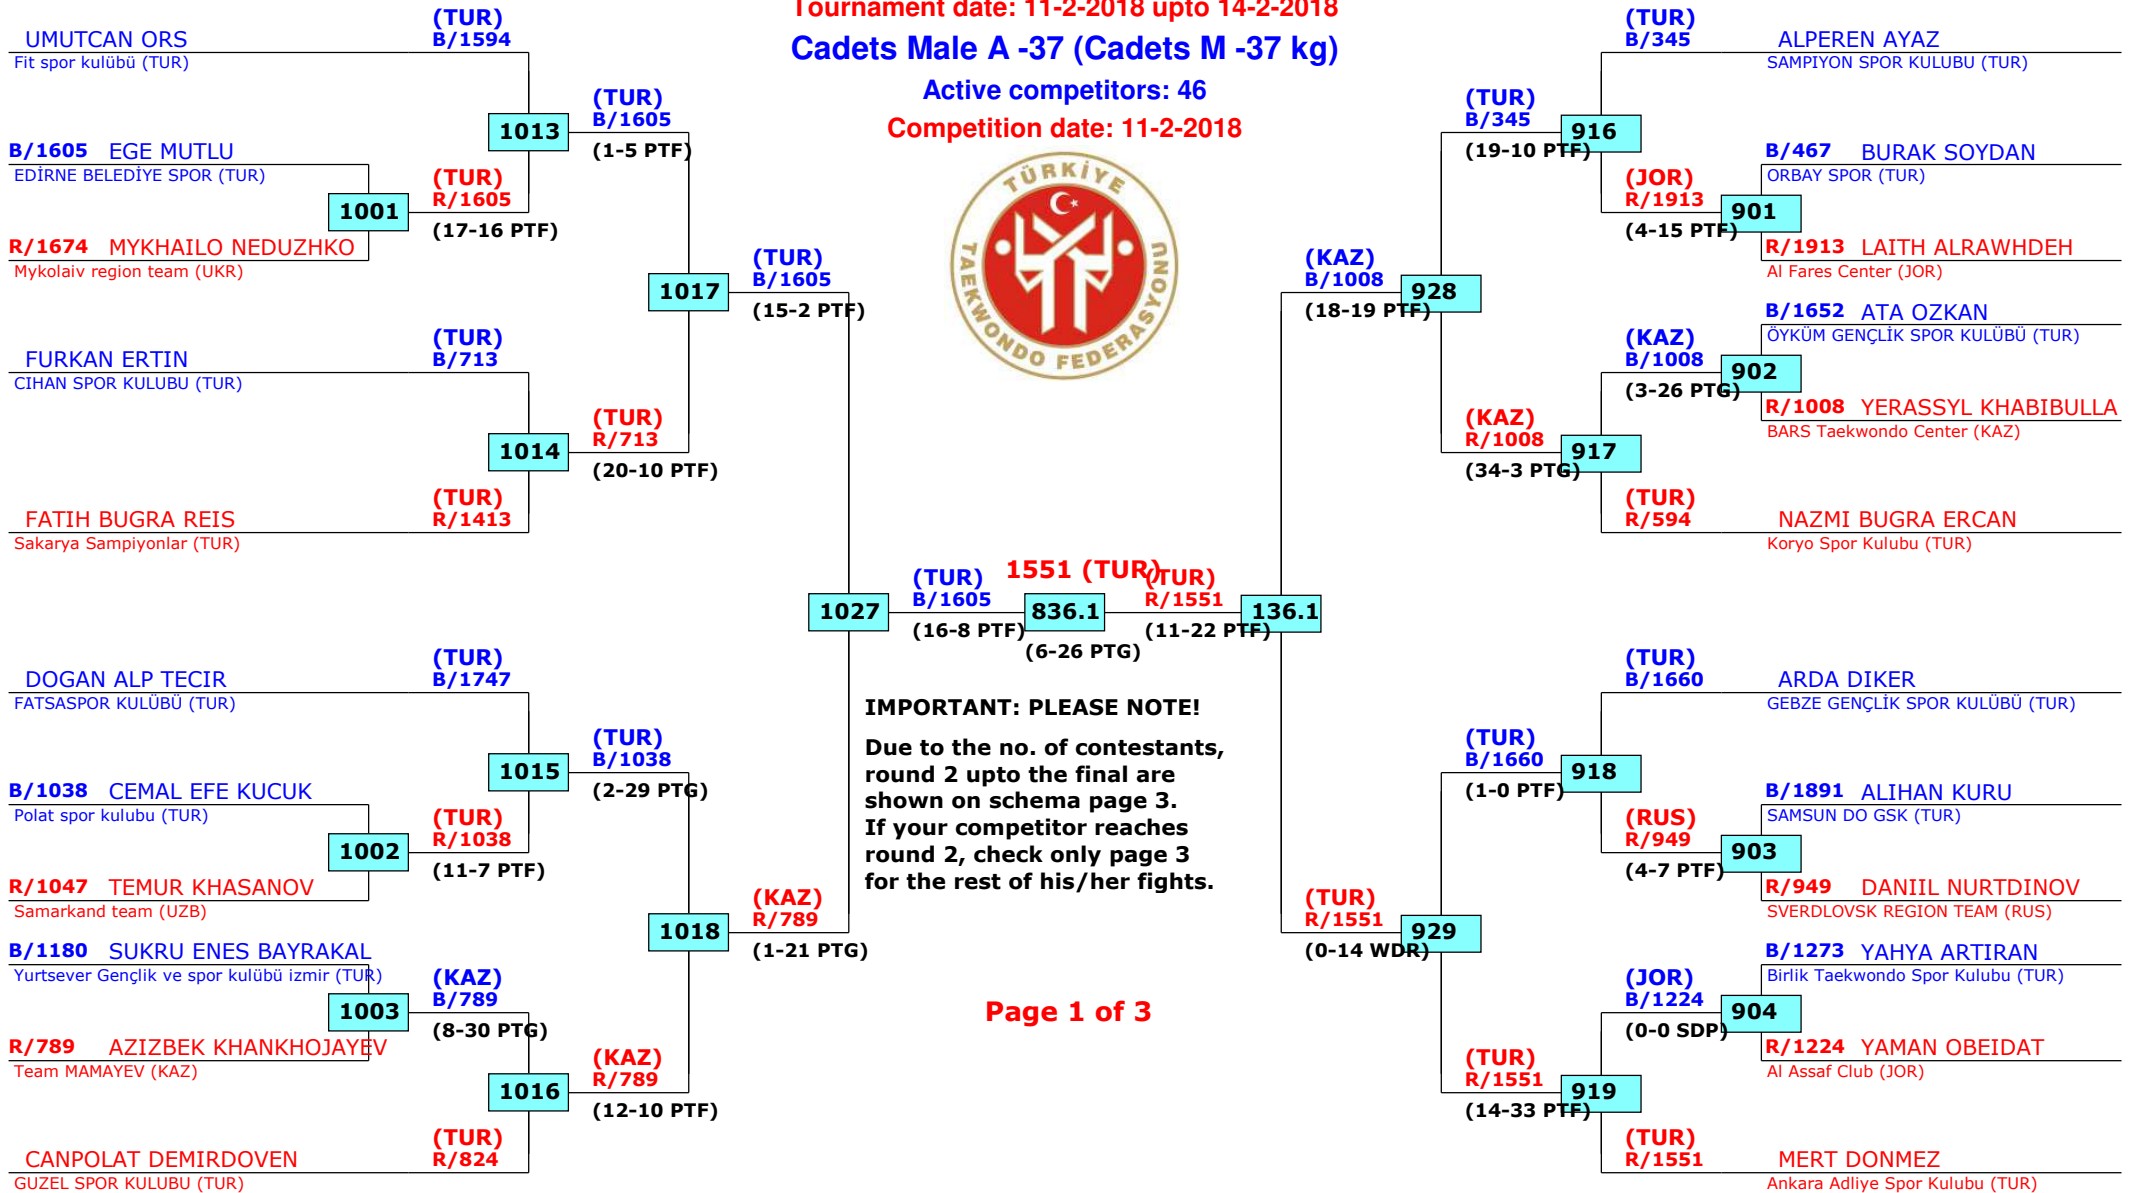 Tournament date: 11-2-2018 upto 14-2-2018
Cadets Male A -37 (Cadets M -37 kg)
Active competitors: 46
Competition date: 11-2-2018
TÜRKİYE
TAEKWONDO FEDERASYONU
UMUTCAN ORS
Fit spor kulübü (TUR)
(TUR)
B/1594
B/1605 EGE MUTLU
EDİRNE BELEDİYE SPOR (TUR)
R/1674 MYKHAILO NEDUZHKO
Mykolaiv region team (UKR)
1001
(TUR)
R/1605
(17-16 PTF)
1013
(TUR)
B/1605
(1-5 PTF)
FURKAN ERTIN
CIHAN SPOR KULUBU (TUR)
(TUR)
B/713
FATIH BUGRA REIS
Sakarya Sampiyonlar (TUR)
(TUR)
R/1413
1014
(TUR)
R/713
(20-10 PTF)
1017
(TUR)
B/1605
(15-2 PTF)
DOGAN ALP TECIR
FATSASPOR KULÜBÜ (TUR)
(TUR)
B/1747
B/1038 CEMAL EFE KUCUK
Polat spor kulubu (TUR)
R/1047 TEMUR KHASANOV
Samarkand team (UZB)
1002
(TUR)
R/1038
(11-7 PTF)
1015
(TUR)
B/1038
(2-29 PTG)
B/1180 SUKRU ENES BAYRAKAL
Yurtsever Gençlik ve spor kulübü izmir (TUR)
R/789 AZIZBEK KHANKHOJAYEV
Team MAMAYEV (KAZ)
1003
(KAZ)
B/789
(8-30 PTG)
CANPOLAT DEMIRDOVEN
GUZEL SPOR KULUBU (TUR)
(TUR)
R/824
1016
(KAZ)
R/789
(12-10 PTF)
1018
(KAZ)
R/789
(1-21 PTG)
1027
(TUR)
B/1605
(16-8 PTF)
1551 (TUR)
836.1
(6-26 PTG)
(TUR)
R/1551
(11-22 PTF)
136.1
IMPORTANT: PLEASE NOTE!
Due to the no. of contestants,
round 2 upto the final are
shown on schema page 3.
If your competitor reaches
round 2, check only page 3
for the rest of his/her fights.
Page 1 of 3
(KAZ)
B/1008
(18-19 PTF)
928
(TUR)
B/345
(19-10 PTF)
916
(TUR)
B/345
ALPEREN AYAZ
SAMPIYON SPOR KULUBU (TUR)
(JOR)
R/1913
(4-15 PTF)
901
B/467 BURAK SOYDAN
ORBAY SPOR (TUR)
R/1913 LAITH ALRAWHDEH
Al Fares Center (JOR)
(KAZ)
R/1008
(34-3 PTG)
917
(KAZ)
B/1008
(3-26 PTG)
902
B/1652 ATA OZKAN
ÖYKÜM GENÇLİK SPOR KULÜBÜ (TUR)
R/1008 YERASSYL KHABIBULLA
BARS Taekwondo Center (KAZ)
(TUR)
R/594
NAZMI BUGRA ERCAN
Koryo Spor Kulubu (TUR)
(TUR)
R/1551
(0-14 WDR)
929
(TUR)
B/1660
(1-0 PTF)
918
(TUR)
B/1660
ARDA DIKER
GEBZE GENÇLİK SPOR KULÜBÜ (TUR)
(RUS)
R/949
(4-7 PTF)
903
B/1891 ALIHAN KURU
SAMSUN DO GSK (TUR)
R/949 DANIIL NURTDINOV
SVERDLOVSK REGION TEAM (RUS)
(TUR)
R/1551
(14-33 PTF)
919
(JOR)
B/1224
(0-0 SDP)
904
B/1273 YAHYA ARTIRAN
Birlik Taekwondo Spor Kulubu (TUR)
R/1224 YAMAN OBEIDAT
Al Assaf Club (JOR)
(TUR)
R/1551
MERT DONMEZ
Ankara Adliye Spor Kulubu (TUR)